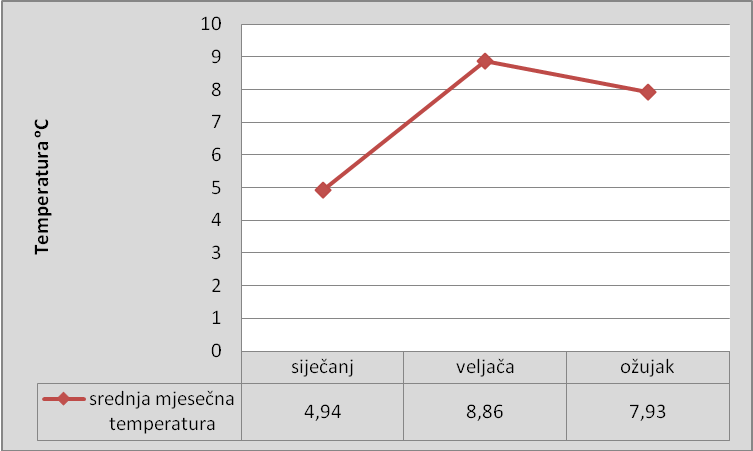 Temperatura ºC
10
9
8
7
6
5
4
3
2
1
0
siječanj veljača ožujak
srednja mjesečna
temperatura
4,94 8,86 7,93